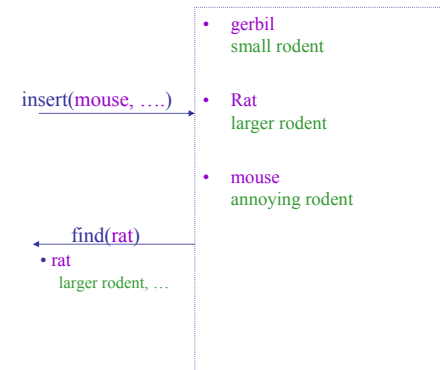 • gerbil
small rodent
insert(mouse, ….)
• Rat
larger rodent
• mouse
annoying rodent
find(rat)
• rat
larger rodent, …